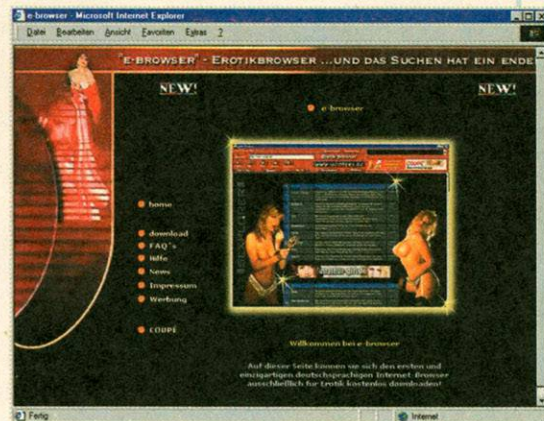 e-browser - Microsoft Internet Explorer
Datei Bearbeiten Ansicht Favoriten Extras ?
"E-BROWSER" - EROTIKBROWSER ...UND DAS SUCHEN HAT EIN ENDE
NEW! NEW!
e-browser
home
download
FAQ's
Hilfe
News
Impressum
Werbung
COUPÉ
Willkommen bei e-browser
Auf dieser Seite können sie sich den ersten und
einzigartigen deutschsprachigen Internet-Browser
ausschließlich für Erotik kostenlos downloaden!
Fertig Internet